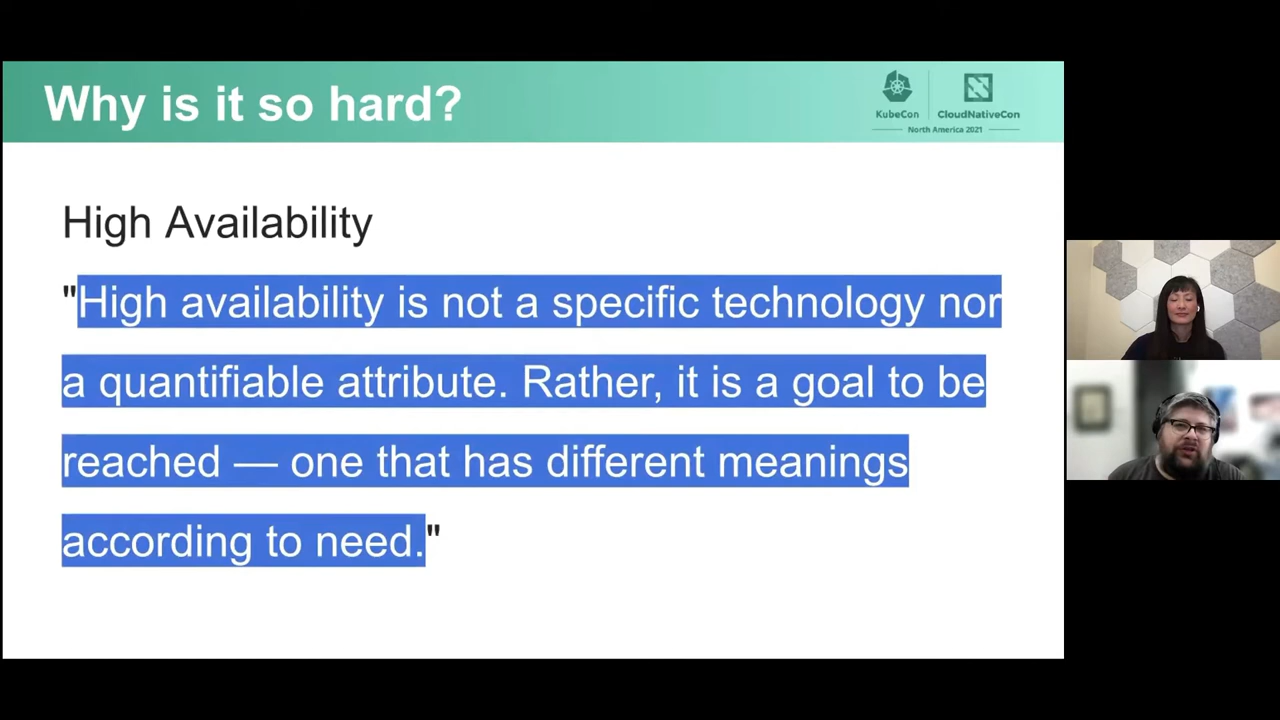 Why is it so hard?
KubeCon
CloudNativeCon
North America 2021
High Availability
"High availability is not a specific technology nor
a quantifiable attribute. Rather, it is a goal to be
reached — one that has different meanings
according to need."